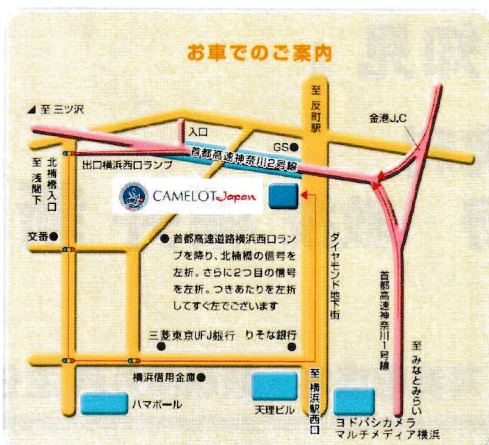 お車でのご案内
至三ツ沢
入口
至 反町駅
金港J.C
GS
首都高速神奈川2号線
出口横浜西口ランプ
北楠橋入口
至 浅間下
CAMELOT Japan
交番
首都高速道路横浜西口ラン
プを降り、北楠橋の信号を
左折。さらに2つ目の信号
を左折。つきあたりを左折
してすぐ左でございます
ダイヤモンド地下街
首都高速神奈川1号線
至 みなとみらい
三菱東京UFJ銀行
りそな銀行
横浜信用金庫
至 横浜駅西口
ハマボール
天理ビル
ヨドバシカメラ
マルチメディア横浜